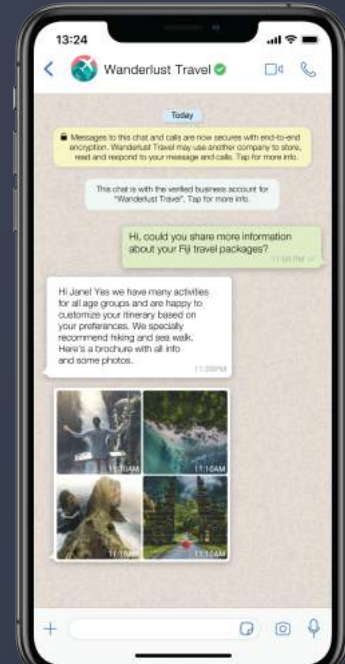 13:24
Wanderlust Travel
Today
Messages to this chat and calls are now secures with end-to-end
encryption. Wanderlust Travel may use another company to store,
read and respond to your message and calls. Tap for more info.
This chat is with the verified business account for
"Wanderlust Travel". Tap for more info.
Hi, could you share more information
about your Fiji travel packages?
Hi Jane! Yes we have many activities
for all age groups and are happy to
customize your itinerary based on
your preferances. We specially
recommend hiking and sea walk.
Here's a brochure with all info
and some photos.
11:10AM
11:10AM
11:10AM
11:10AM